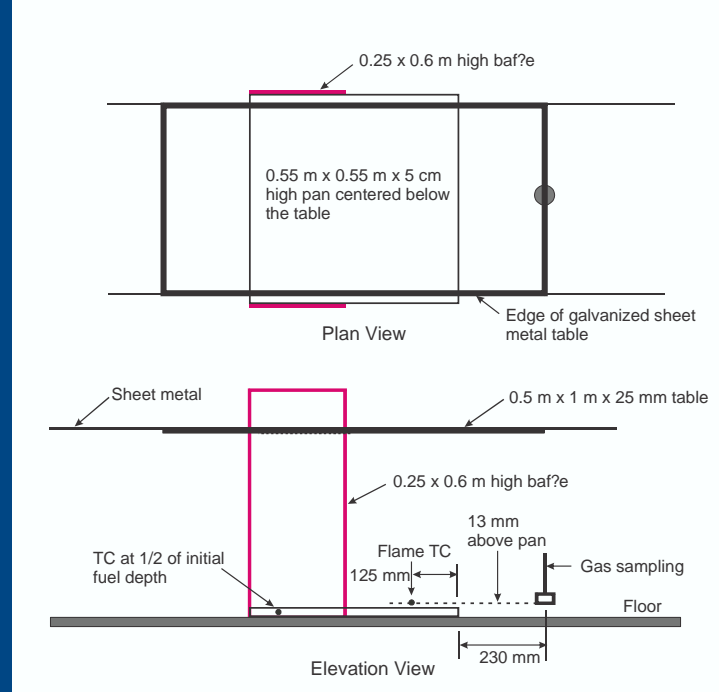 0.25 x 0.6 m high baf?e
0.55 m x 0.55 m x 5 cm
high pan centered below
the table
Edge of galvanized sheet
metal table
Plan View
Sheet metal
0.5 m x 1 m x 25 mm table
0.25 x 0.6 m high baf?e
13 mm
above pan
Flame TC
TC at 1/2 of initial
fuel depth
125 mm
Gas sampling
Floor
230 mm
Elevation View